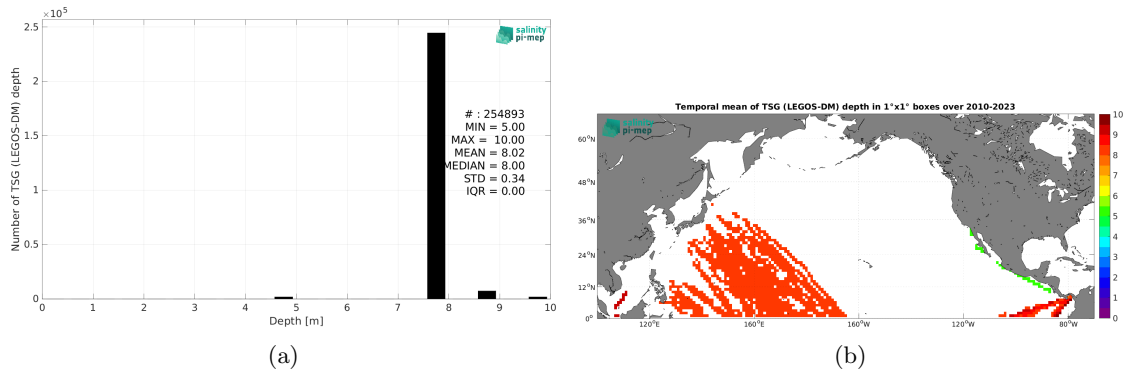 ×10⁵
2.5
2
1.5
1
0.5
0
Number of TSG (LEGOS-DM) depth
salinity
pi-mep
# : 254893
MIN = 5.00
MAX = 10.00
MEAN = 8.02
MEDIAN = 8.00
STD = 0.34
IQR = 0.00
0 1 2 3 4 5 6 7 8 9 10
Depth [m]
(a)
Temporal mean of TSG (LEGOS-DM) depth in 1°x1° boxes over 2010-2023
salinity
pi-mep
60°N
48°N
36°N
24°N
12°N
0°
120°E 160°E 160°W 120°W 80°W
10
9
8
7
6
5
4
3
2
1
0
(b)